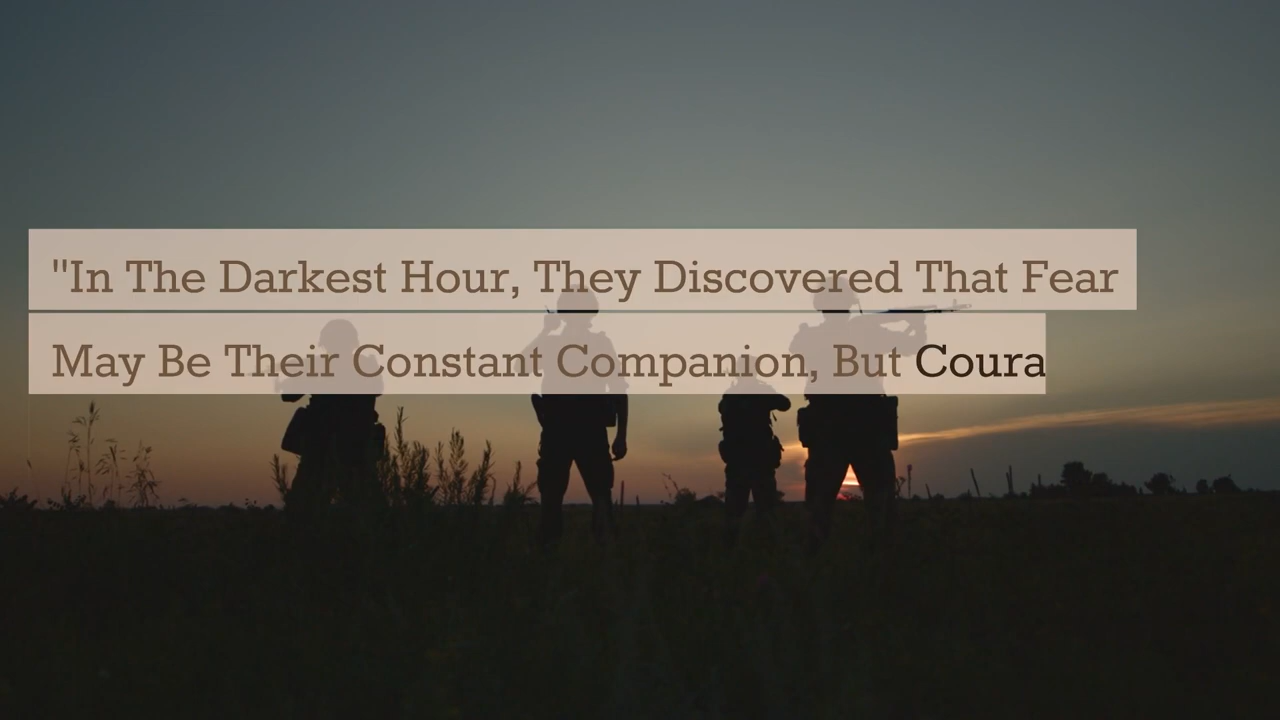 "In The Darkest Hour, They Discovered That Fear
May Be Their Constant Companion, But Coura